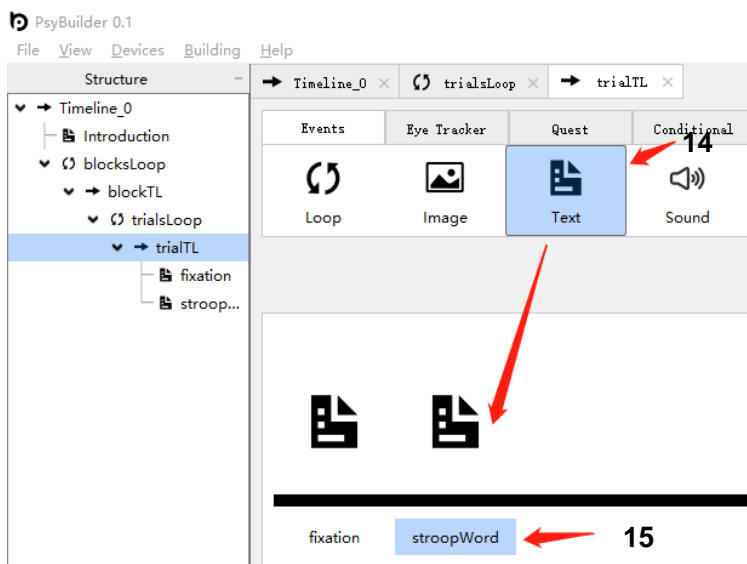 PsyBuilder 0.1
File View Devices Building Help
Structure
Timeline_0
Introduction
blocksLoop
blockTL
trialsLoop
trialTL
fixation
stroop...
Timeline_0 trialsLoop trialTL
Events Eye Tracker Quest Conditional
14
Loop Image Text Sound
fixation stroopWord 15